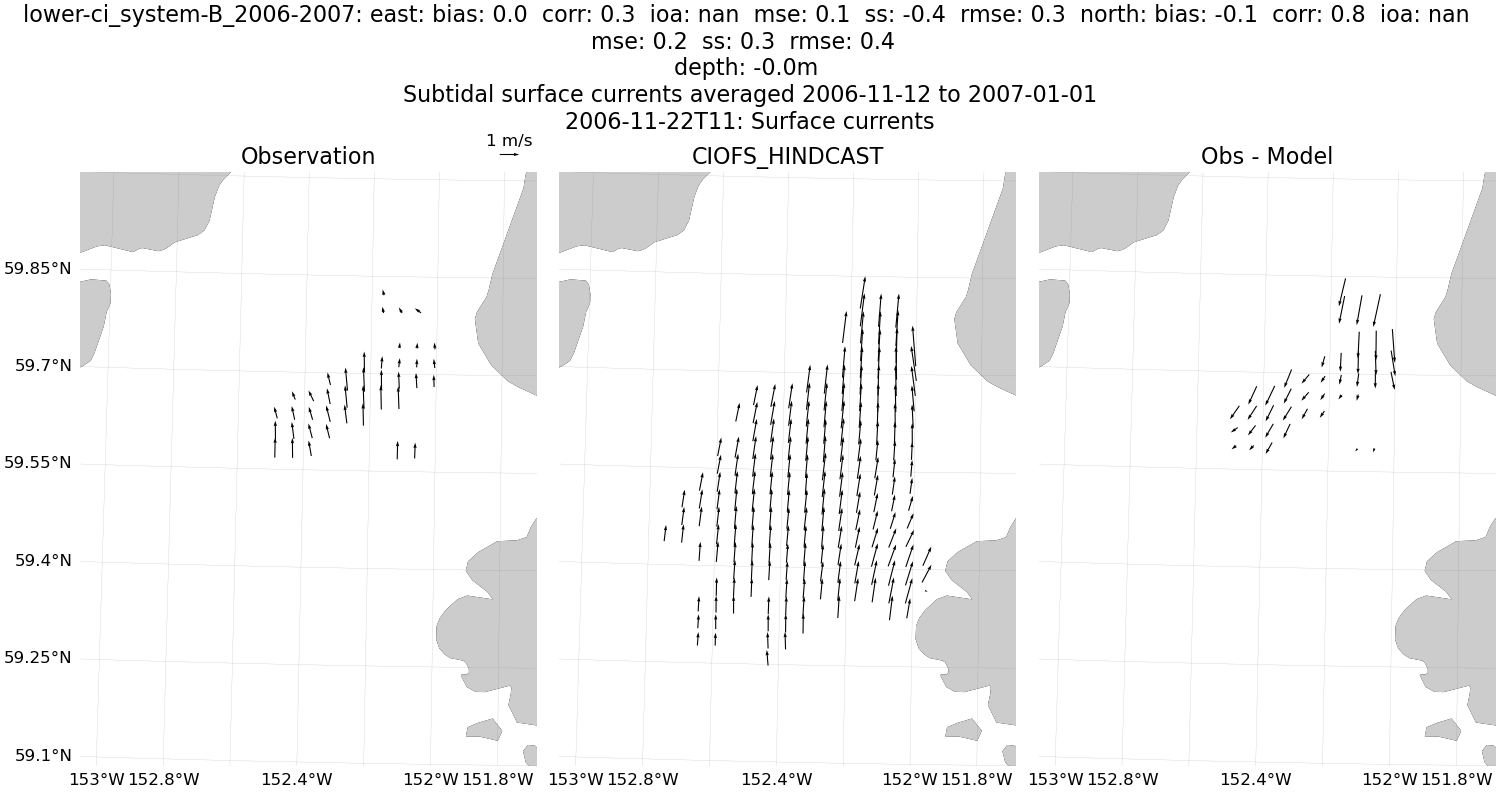 lower-ci_system-B_2006-2007: east: bias: 0.0  corr: 0.3  ioa: nan  mse: 0.1  ss: -0.4  rmse: 0.3  north: bias: -0.1  corr: 0.8  ioa: nan
mse: 0.2  ss: 0.3  rmse: 0.4
depth: -0.0m
Subtidal surface currents averaged 2006-11-12 to 2007-01-01
2006-11-22T11: Surface currents
1 m/s
Observation
CIOFS_HINDCAST
Obs - Model
59.85°N
59.7°N
59.55°N
59.4°N
59.25°N
59.1°N
153°W 152.8°W 152.4°W 152°W 151.8°W
153°W 152.8°W 152.4°W 152°W 151.8°W
153°W 152.8°W 152.4°W 152°W 151.8°W